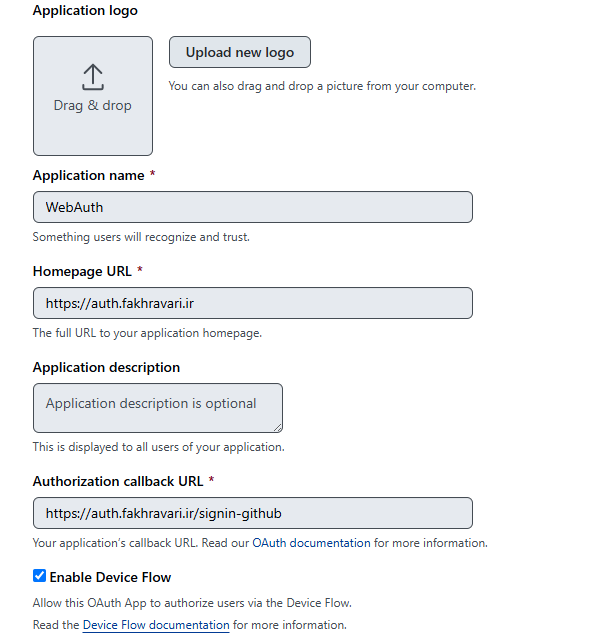 Application logo
Upload new logo
You can also drag and drop a picture from your computer.
Drag & drop
Application name *
WebAuth
Something users will recognize and trust.
Homepage URL *
https://auth.fakhravari.ir
The full URL to your application homepage.
Application description
Application description is optional
This is displayed to all users of your application.
Authorization callback URL *
https://auth.fakhravari.ir/signin-github
Your application’s callback URL. Read our OAuth documentation for more information.
Enable Device Flow
Allow this OAuth App to authorize users via the Device Flow.
Read the Device Flow documentation for more information.